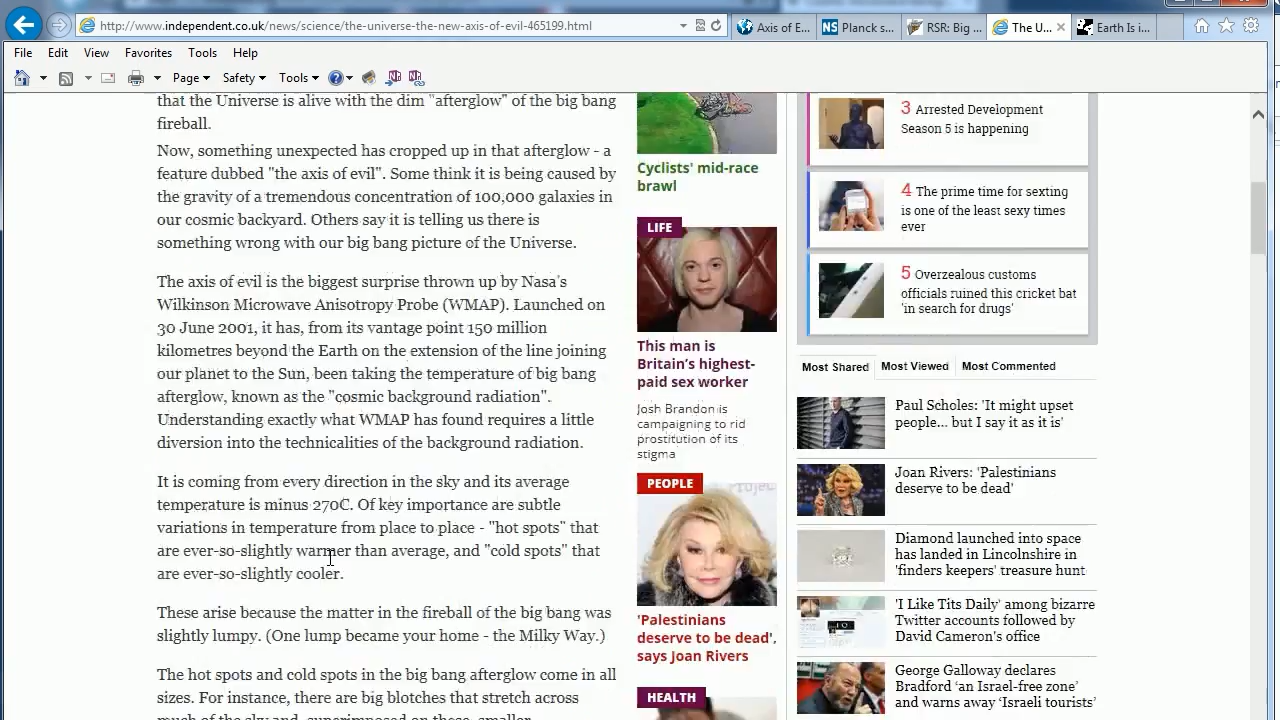 http://www.independent.co.uk/news/science/the-universe-the-new-axis-of-evil-465199.html
Axis of E...
Planck s...
RSR: Big ...
The U...
Earth Is i...
File Edit View Favorites Tools Help
Page Safety Tools
that the Universe is alive with the dim "afterglow" of the big bang
fireball.
Now, something unexpected has cropped up in that afterglow - a
feature dubbed "the axis of evil". Some think it is being caused by
the gravity of a tremendous concentration of 100,000 galaxies in
our cosmic backyard. Others say it is telling us there is
something wrong with our big bang picture of the Universe.
The axis of evil is the biggest surprise thrown up by Nasa's
Wilkinson Microwave Anisotropy Probe (WMAP). Launched on
30 June 2001, it has, from its vantage point 150 million
kilometres beyond the Earth on the extension of the line joining
our planet to the Sun, been taking the temperature of big bang
afterglow, known as the "cosmic background radiation".
Understanding exactly what WMAP has found requires a little
diversion into the technicalities of the background radiation.
It is coming from every direction in the sky and its average
temperature is minus 270C. Of key importance are subtle
variations in temperature from place to place - "hot spots" that
are ever-so-slightly warmer than average, and "cold spots" that
are ever-so-slightly cooler.
These arise because the matter in the fireball of the big bang was
slightly lumpy. (One lump became your home - the Milky Way.)
The hot spots and cold spots in the big bang afterglow come in all
sizes. For instance, there are big blotches that stretch across
much of the sky and, superimposed on these, smaller
Cyclists' mid-race
brawl
LIFE
This man is
Britain's highest-
paid sex worker
Josh Brandon is
campaigning to rid
prostitution of its
stigma
PEOPLE
'Palestinians
deserve to be dead',
says Joan Rivers
HEALTH
3 Arrested Development
Season 5 is happening
4 The prime time for sexting
is one of the least sexy times
ever
5 Overzealous customs
officials ruined this cricket bat
'in search for drugs'
Most Shared Most Viewed Most Commented
Paul Scholes: 'It might upset
people... but I say it as it is'
Joan Rivers: 'Palestinians
deserve to be dead'
Diamond launched into space
has landed in Lincolnshire in
'finders keepers' treasure hunt
'I Like Tits Daily' among bizarre
Twitter accounts followed by
David Cameron's office
George Galloway declares
Bradford 'an Israel-free zone'
and warns away 'Israeli tourists'